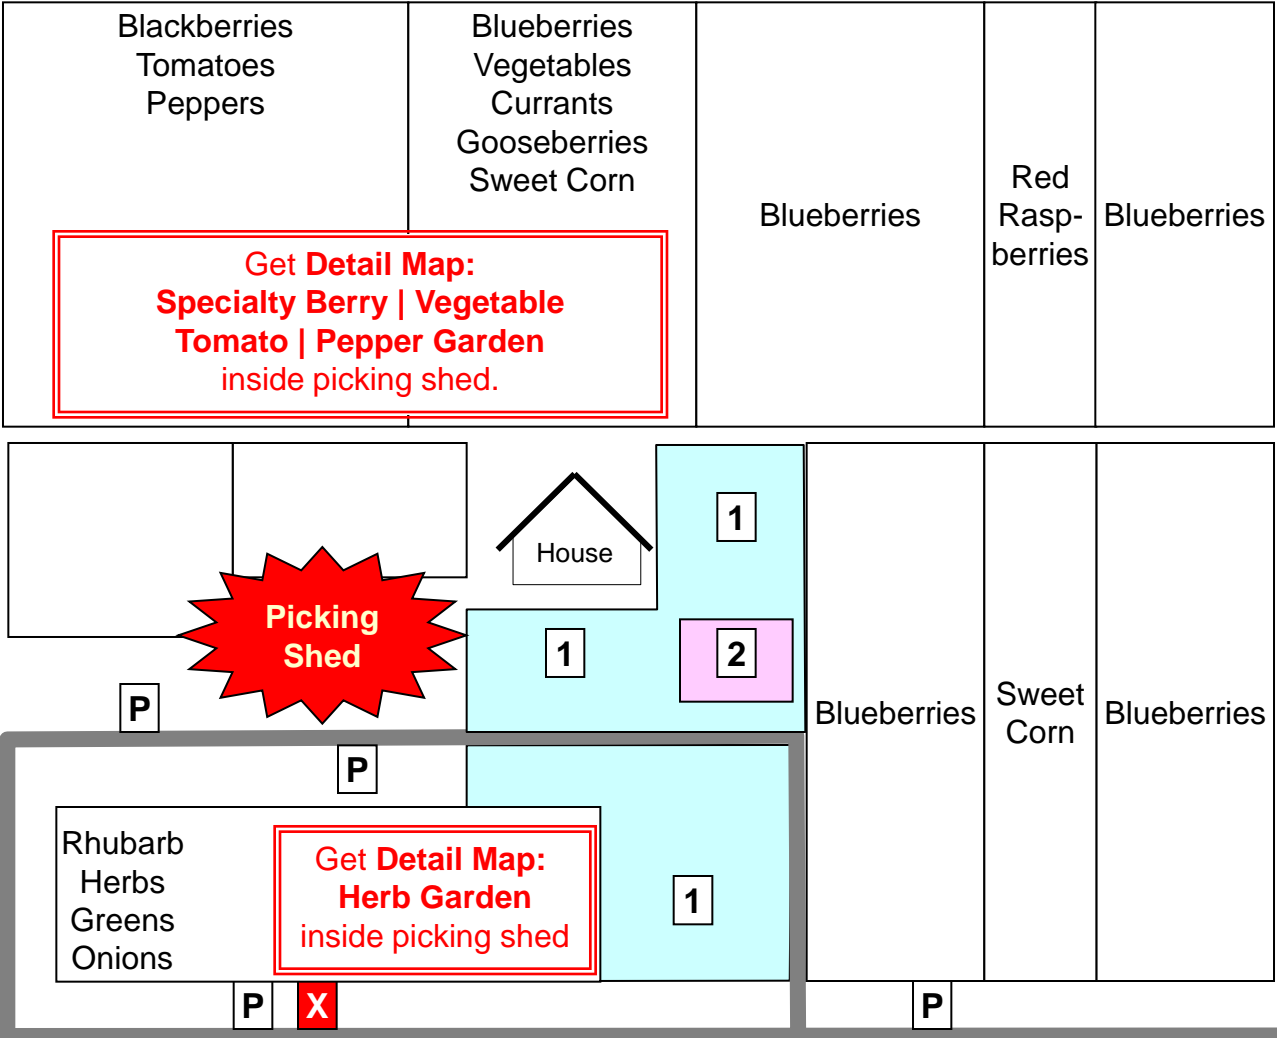 Blackberries
Tomatoes
Peppers
Blueberries
Vegetables
Currants
Gooseberries
Sweet Corn
Blueberries
Red
Rasp-
berries
Blueberries
Get Detail Map:
Specialty Berry | Vegetable
Tomato | Pepper Garden
inside picking shed.
House
1
Picking
Shed
1
2
P
Blueberries
Sweet
Corn
Blueberries
P
Rhubarb
Herbs
Greens
Onions
Get Detail Map:
Herb Garden
inside picking shed
1
P
X
P